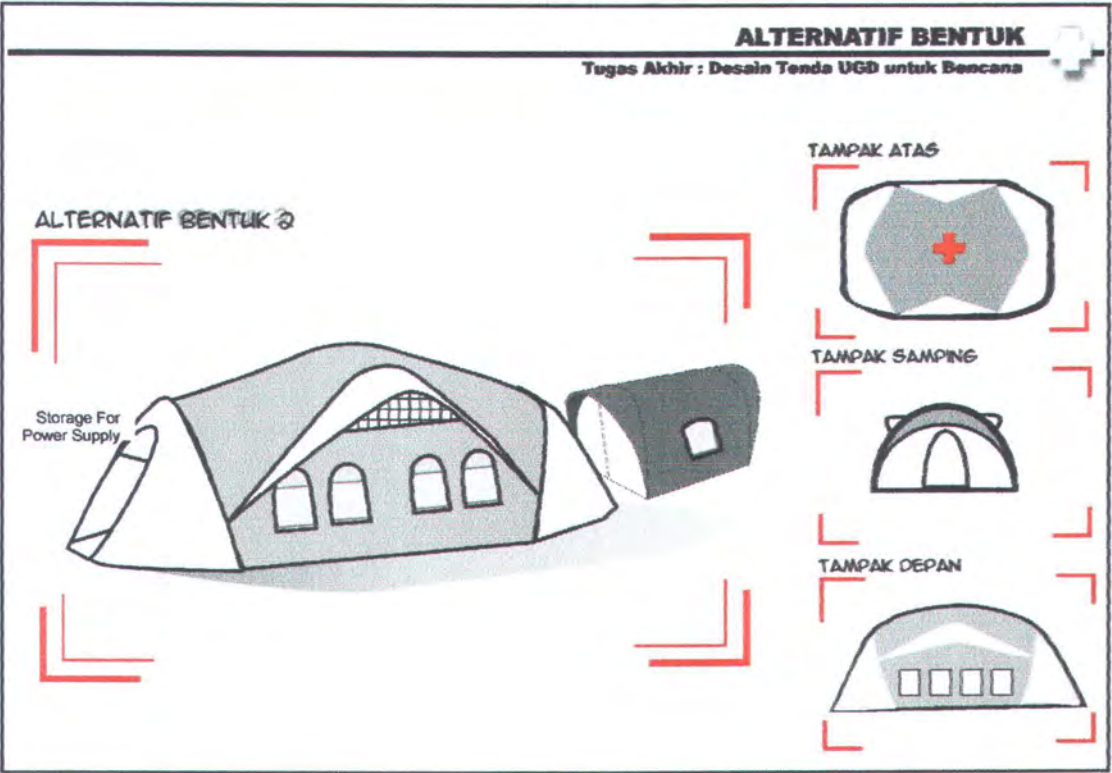 ALTERNATIF BENTUK
Tugas Akhir : Desain Tenda UGD untuk Bencana
TAMPAK ATAS
ALTERNATIF BENTUK 2
TAMPAK SAMPING
Storage For
Power Supply
TAMPAK DEPAN